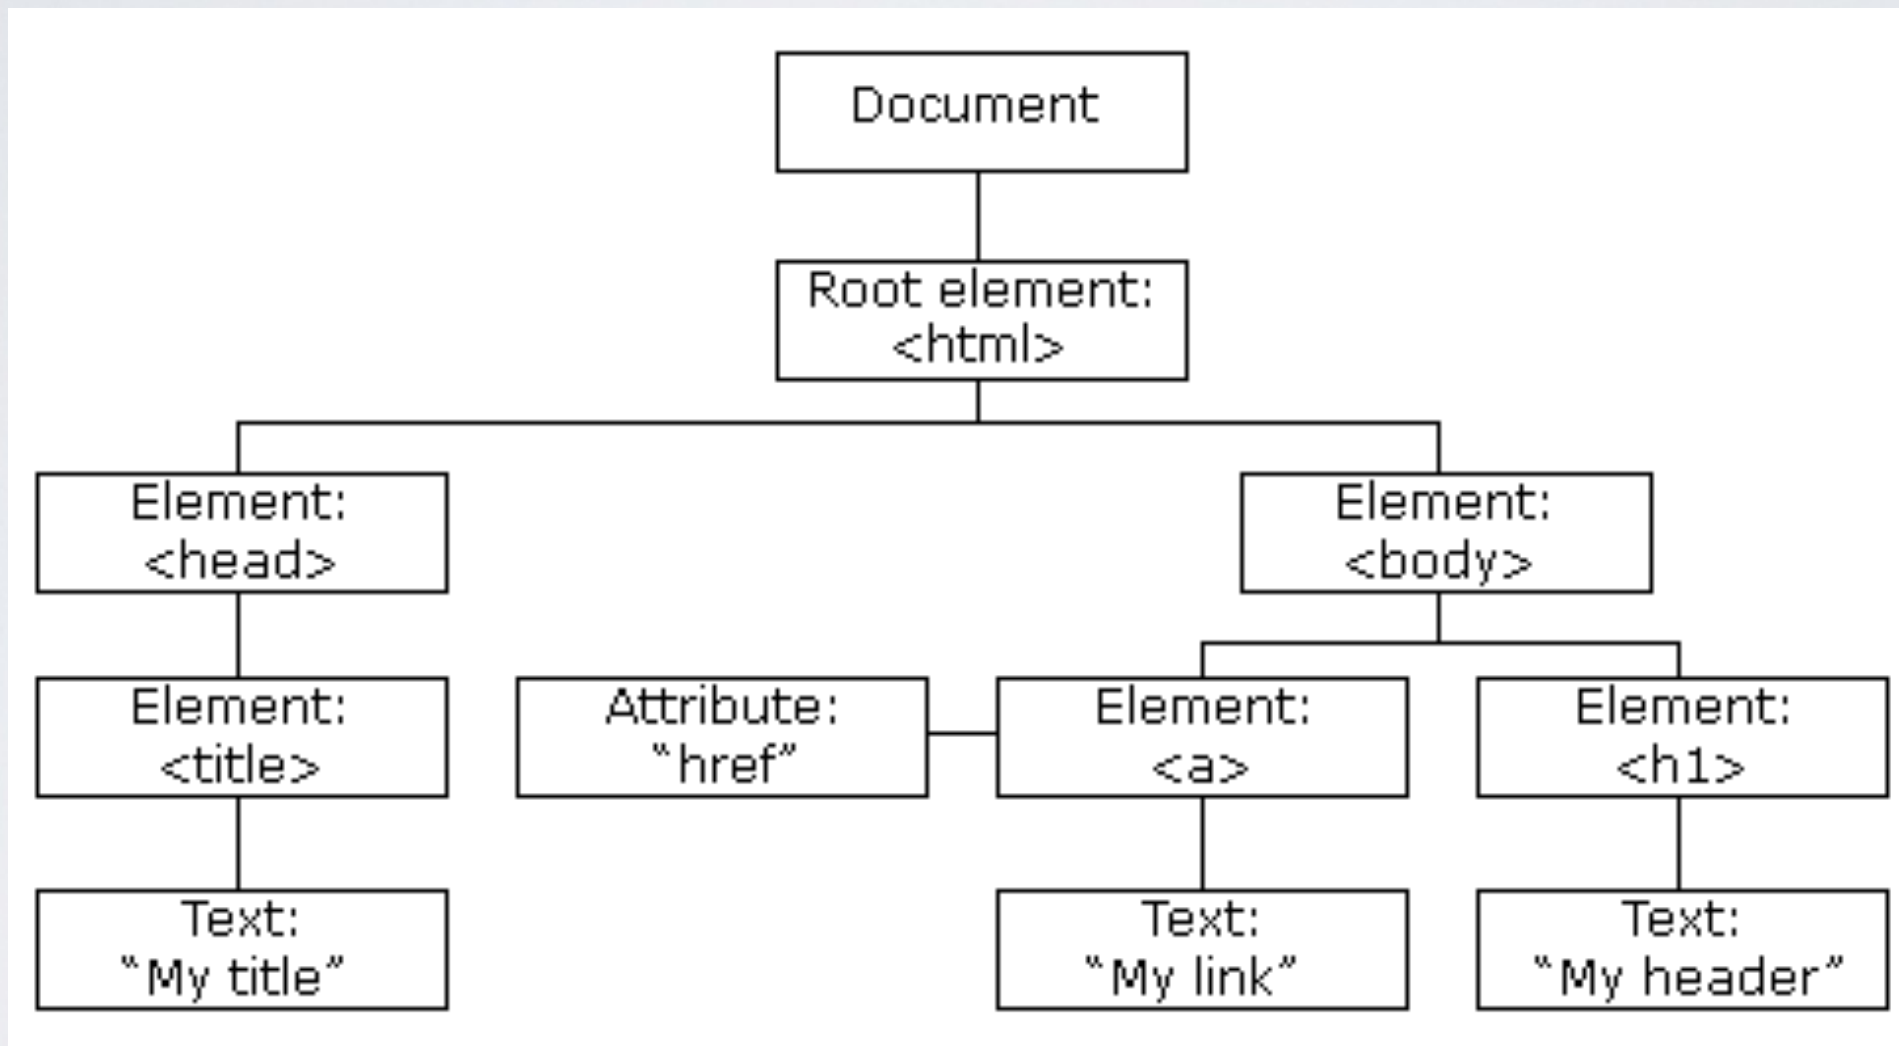 Document
Root element:
<html>
Element:
<head>
Element:
<body>
Element:
<title>
Attribute:
“href”
Element:
<a>
Element:
<h1>
Text:
“My title”
Text:
“My link”
Text:
“My header”